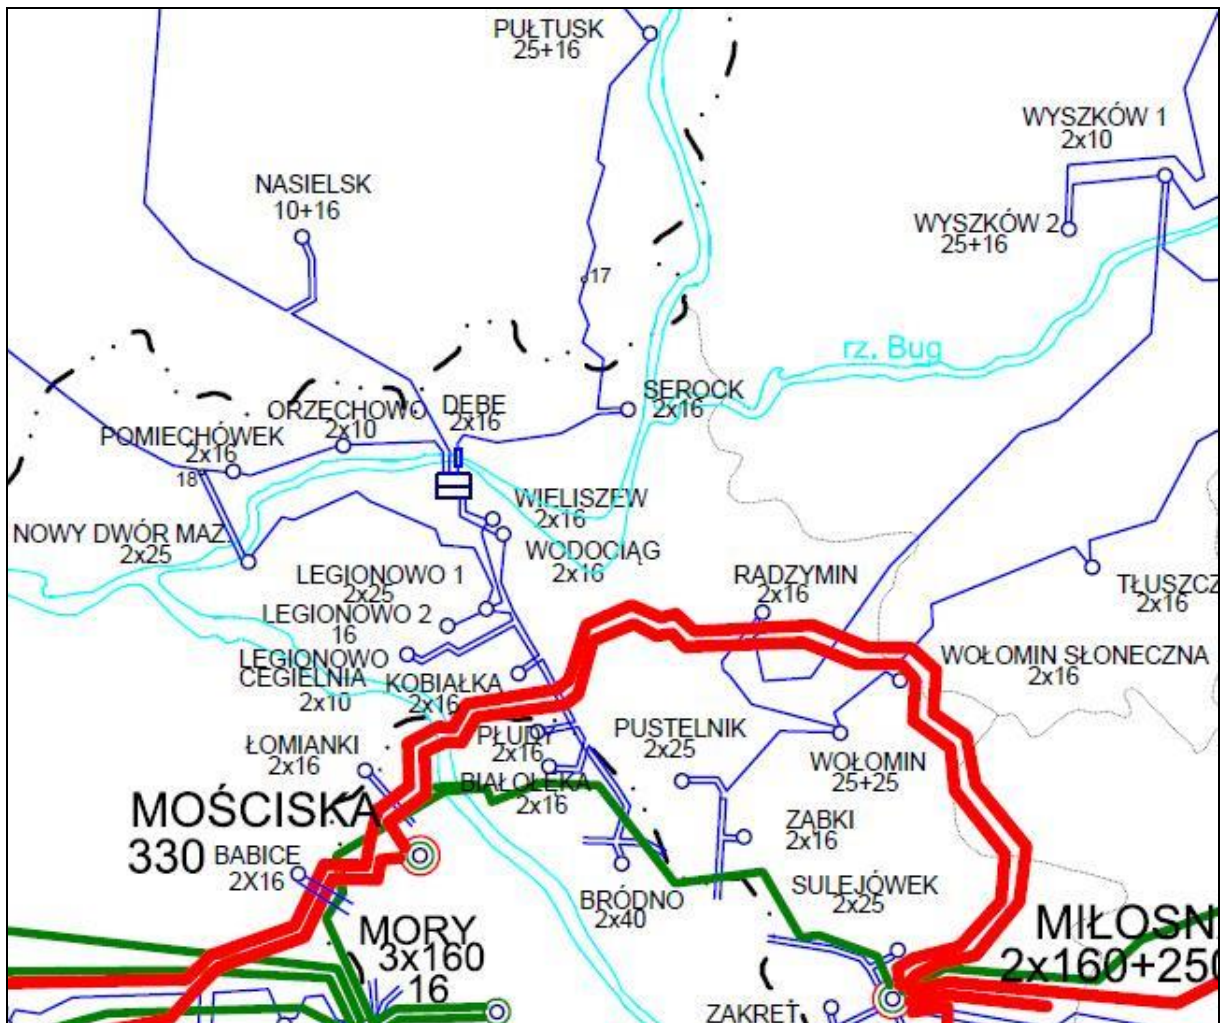 PUŁTUSK
25+16
WYSZKÓW 1
2x10
NASIELSK
10+16
WYSZKÓW 2
25+16
17
rz. Bug
SEROCK
2x16
ORZECHOWO
2x10
DĘBE
2x16
POMIECHÓWEK
2x16
18
WIELISZEW
2x16
NOWY DWÓR MAZ.
2x25
WODOCIĄG
2x16
LEGIONOWO 1
2x25
RADZYMIN
2x16
TŁUSZCZ
2x16
LEGIONOWO 2
16
LEGIONOWO
CEGIELNIA
2x10
KOBIAŁKA
2x16
WOŁOMIN SŁONECZNA
2x16
PŁUDY
2x16
PUSTELNIK
2x25
ŁOMIANKI
2x16
WOŁOMIN
25+25
BIAŁOŁĘKA
2x16
MOŚCISKA
330
ZĄBKI
2x16
BABICE
2X16
SULEJÓWEK
2x25
BRÓDNO
2x40
MORY
3x160
16
MIŁOSN
2x160+250
ZAKRĘT